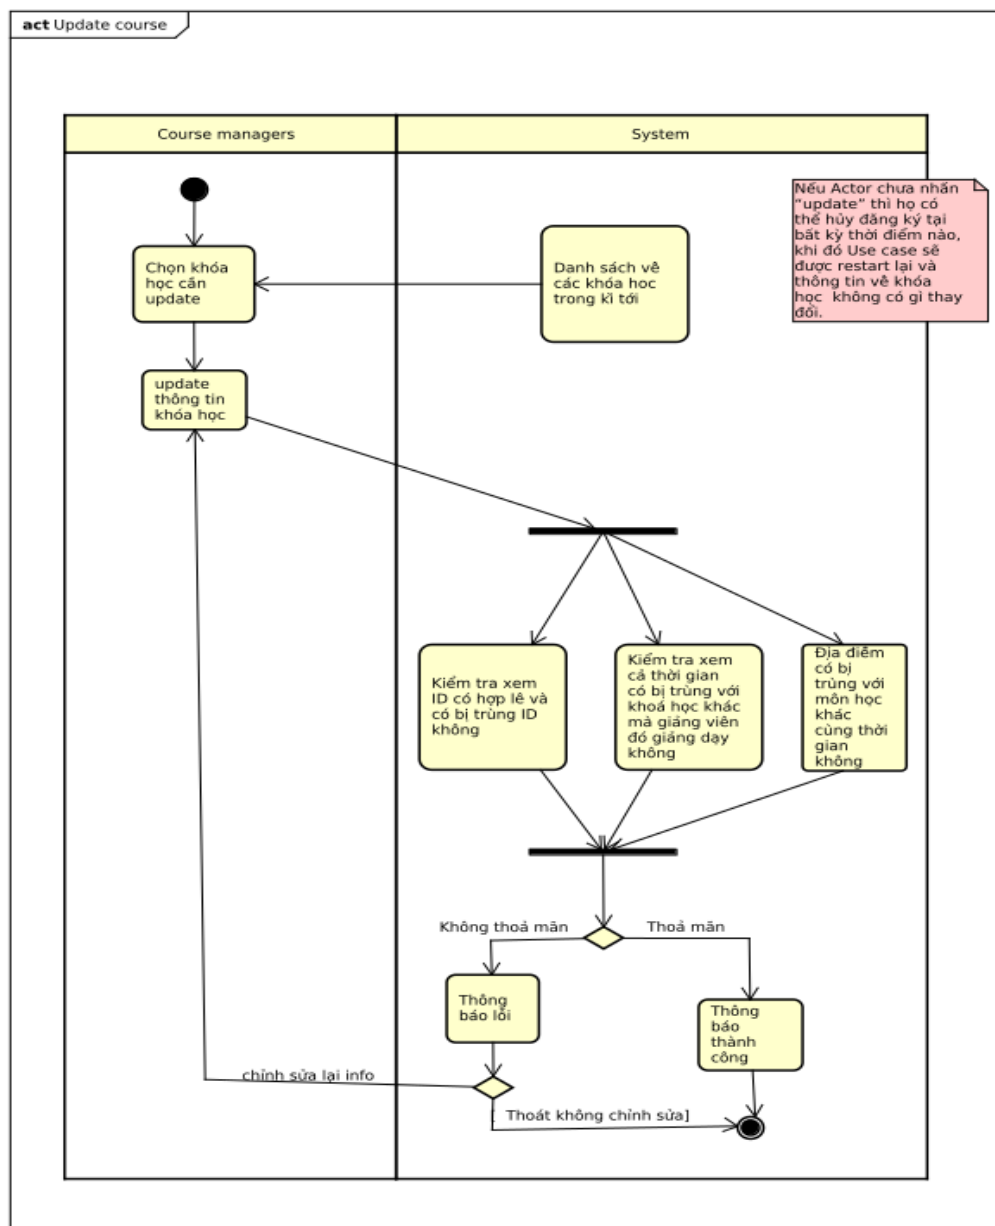 act Update course
Course managers
System
Nếu Actor chưa nhấn
“update” thì họ có
thể hủy đăng ký tại
bất kỳ thời điểm nào,
khi đó Use case sẽ
được restart lại và
thông tin về khóa
học không có gì thay
đổi.
Chọn khóa
học cần
update
Danh sách về
các khóa hoc
trong kì tới
update
thông tin
khóa học
Kiểm tra xem
ID có hợp lê và
có bị trùng ID
không
Kiểm tra xem
cả thời gian
có bị trùng với
khoá học khác
mà giảng viên
đó giảng dạy
không
Địa điểm
có bị
trủng với
môn học
khác
cùng thời
gian
không
Không thoả mãn
Thoả mãn
Thông
báo lỗi
Thông
báo
thành
công
chỉnh sửa lại info
[ Thoát không chỉnh sửa]